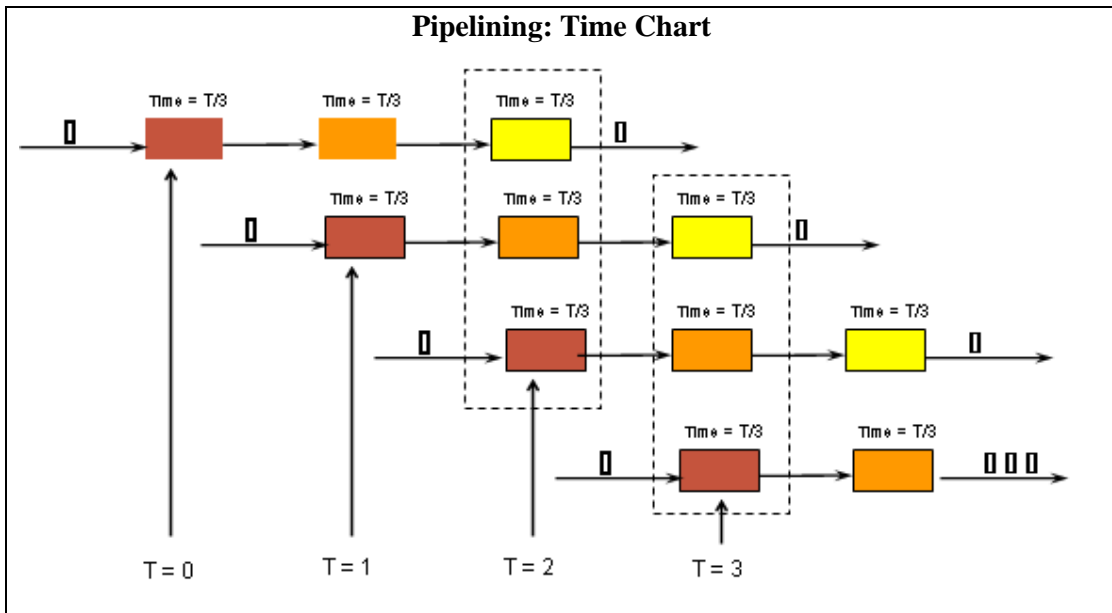 Pipelining: Time Chart
Time = T/3 Time = T/3 Time = T/3
Time = T/3 Time = T/3 Time = T/3
Time = T/3 Time = T/3 Time = T/3
Time = T/3 Time = T/3
T = 0 T = 1 T = 2 T = 3